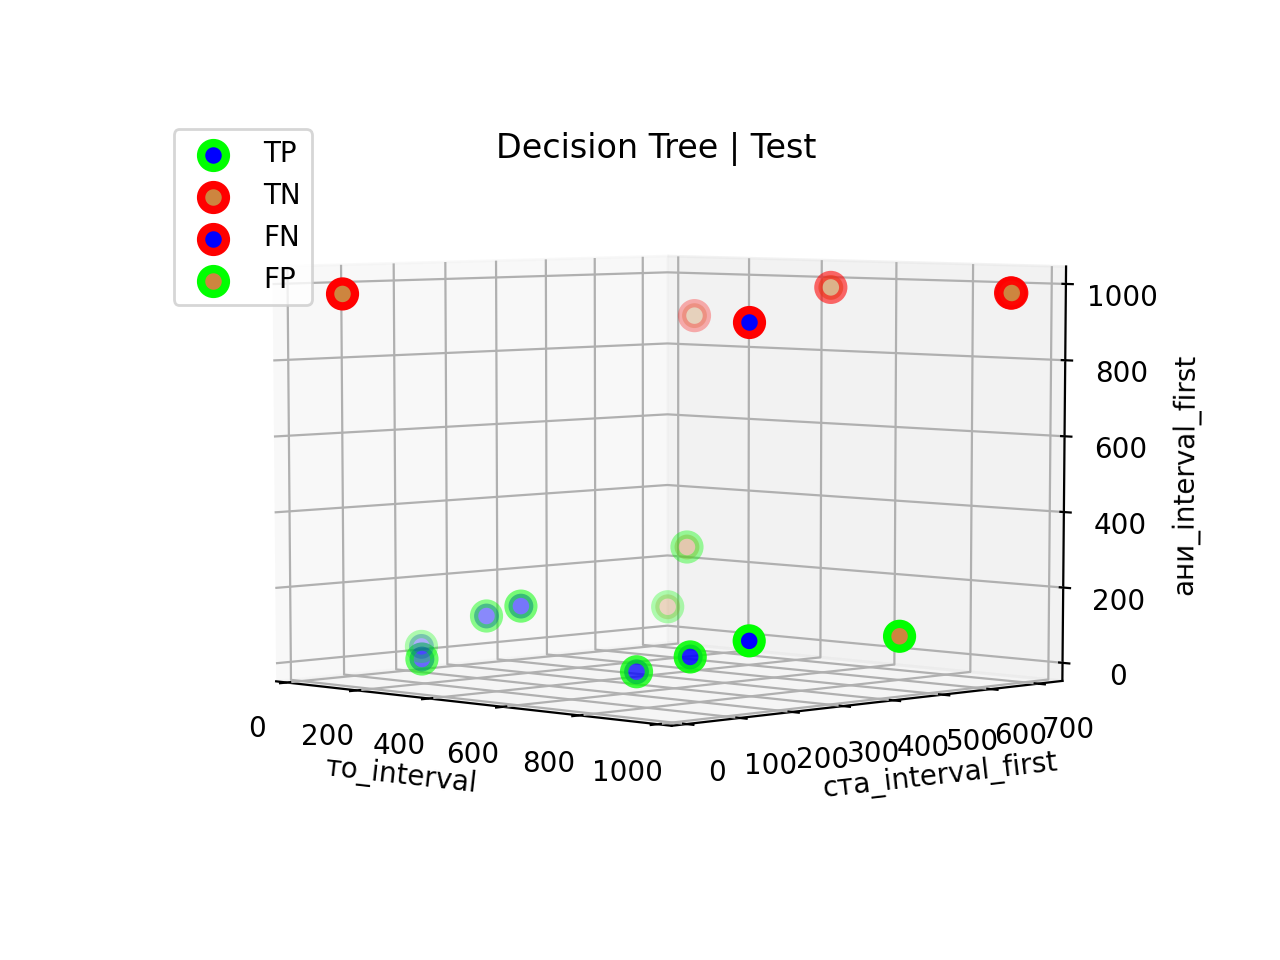 Decision Tree | Test
TP
TN
FN
FP
1000
800
600
400
200
0
ани_interval_first
0
200
400
600
800
1000
то_interval
0
100
200
300
400
500
600
700
ста_interval_first